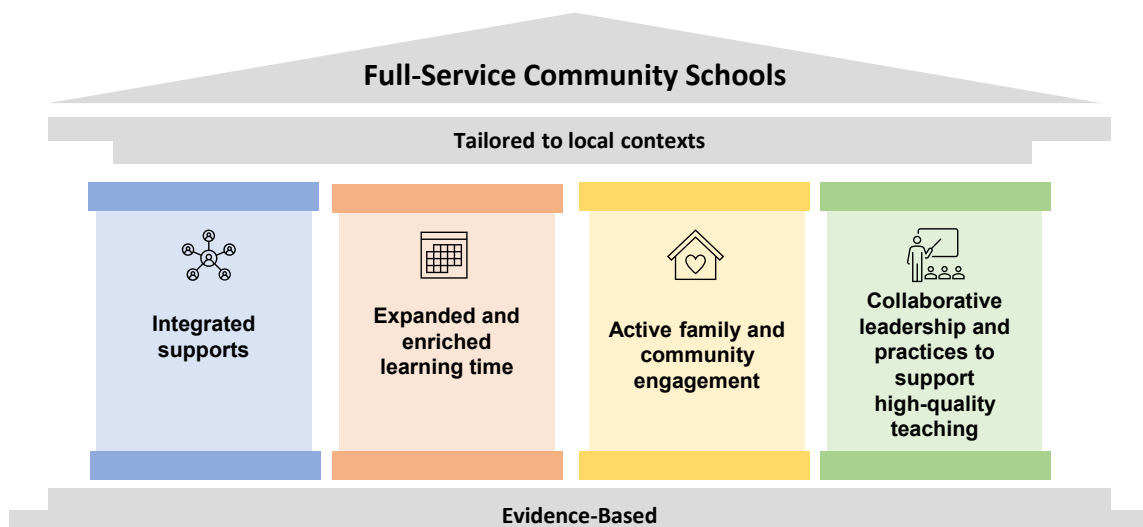 Full-Service Community Schools
Tailored to local contexts
Integrated
supports
Expanded and
enriched
learning time
Active family and
community
engagement
Collaborative
leadership and
practices to
support
high-quality
teaching
Evidence-Based